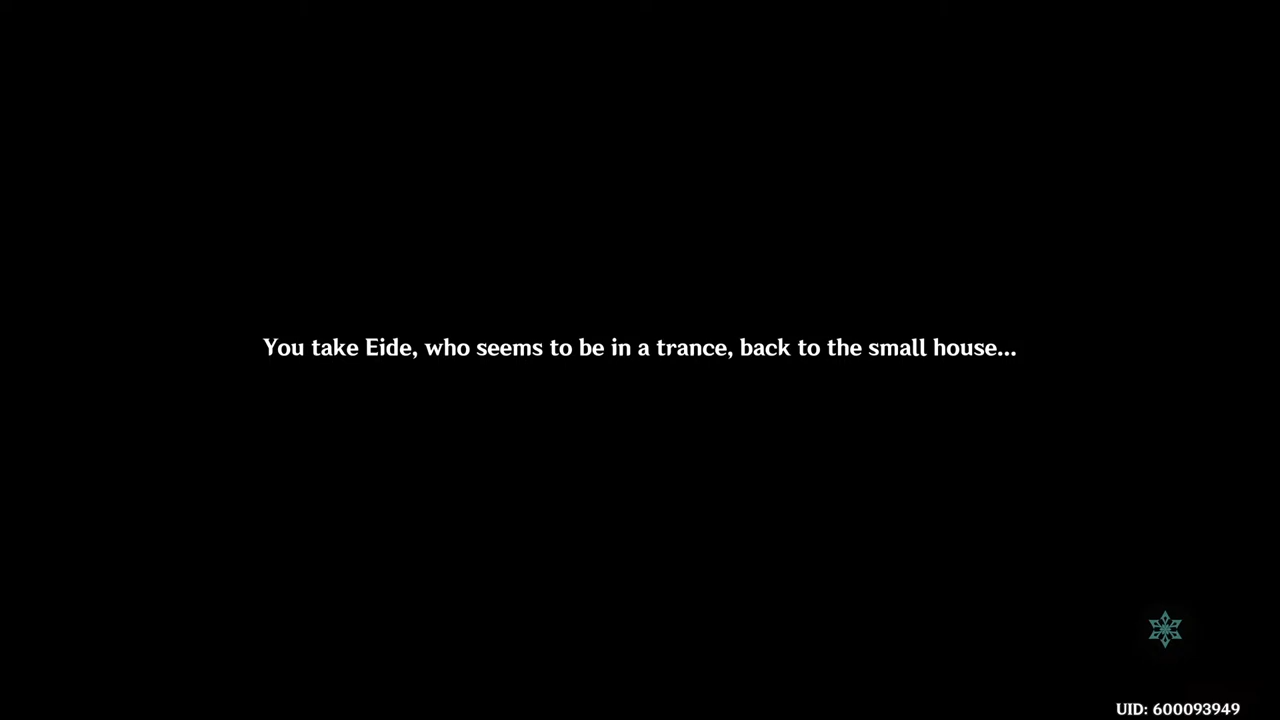 You take Eide, who seems to be in a trance, back to the small house...
UID: 600093949